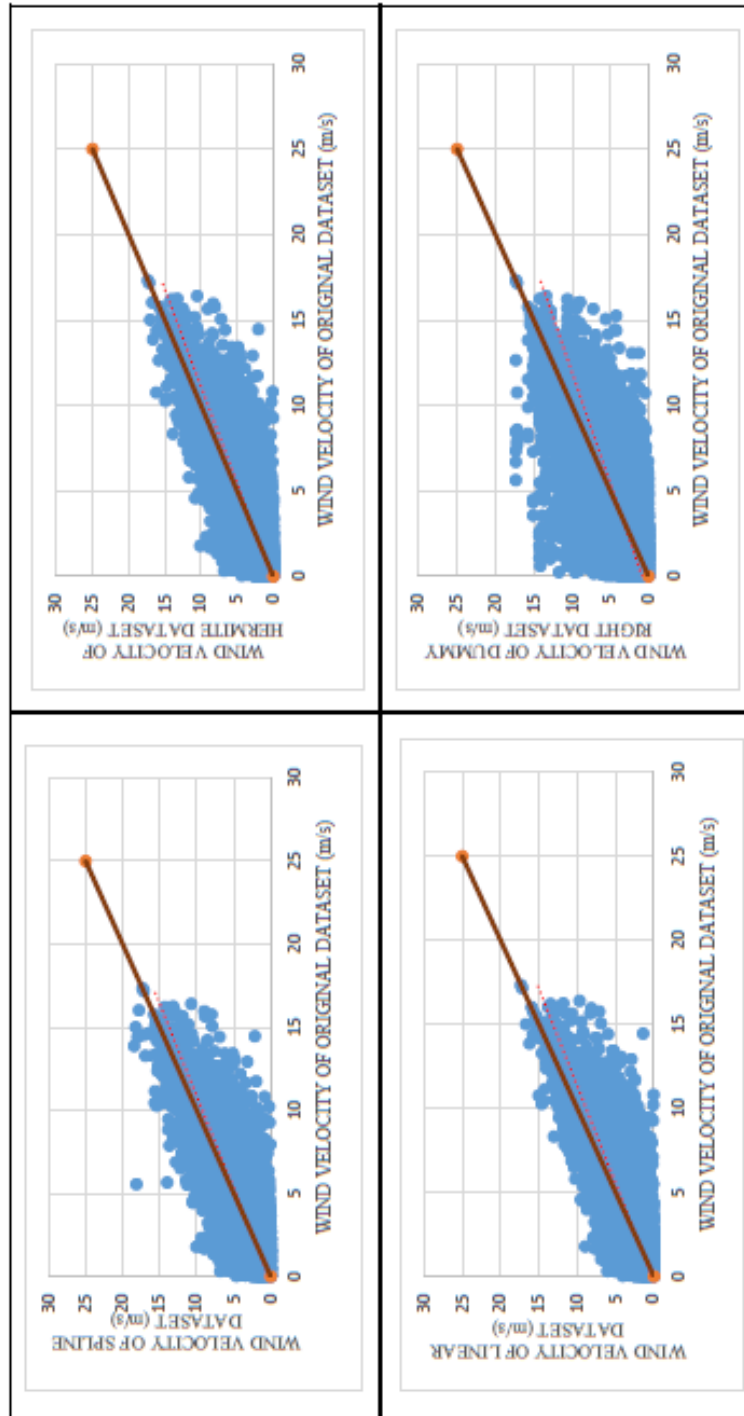 WIND VELOCITY OF SPLINE
DATASET (m/s)
30
25
20
15
10
5
0
0 5 10 15 20 25 30
WIND VELOCITY OF ORIGINAL DATASET (m/s)
WIND VELOCITY OF
HERMITE DATASET (m/s)
30
25
20
15
10
5
0
0 5 10 15 20 25 30
WIND VELOCITY OF ORIGINAL DATASET (m/s)
WIND VELOCITY OF LINEAR
DATASET (m/s)
30
25
20
15
10
5
0
0 5 10 15 20 25 30
WIND VELOCITY OF ORIGINAL DATASET (m/s)
WIND VELOCITY OF DUMMY
RIGHT DATASET (m/s)
30
25
20
15
10
5
0
0 5 10 15 20 25 30
WIND VELOCITY OF ORIGINAL DATASET (m/s)